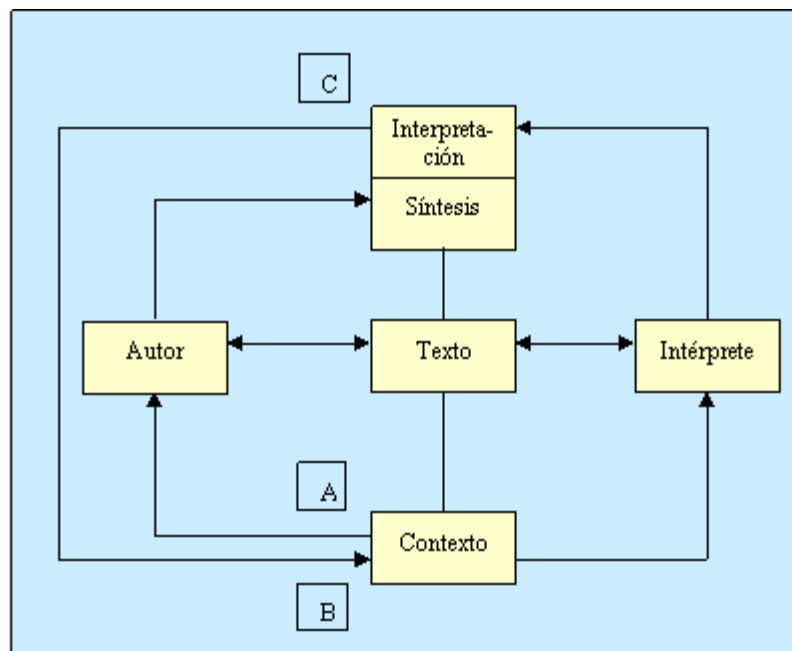 C
Interpreta-
ción
Síntesis
Autor
Texto
Intérprete
A
Contexto
B